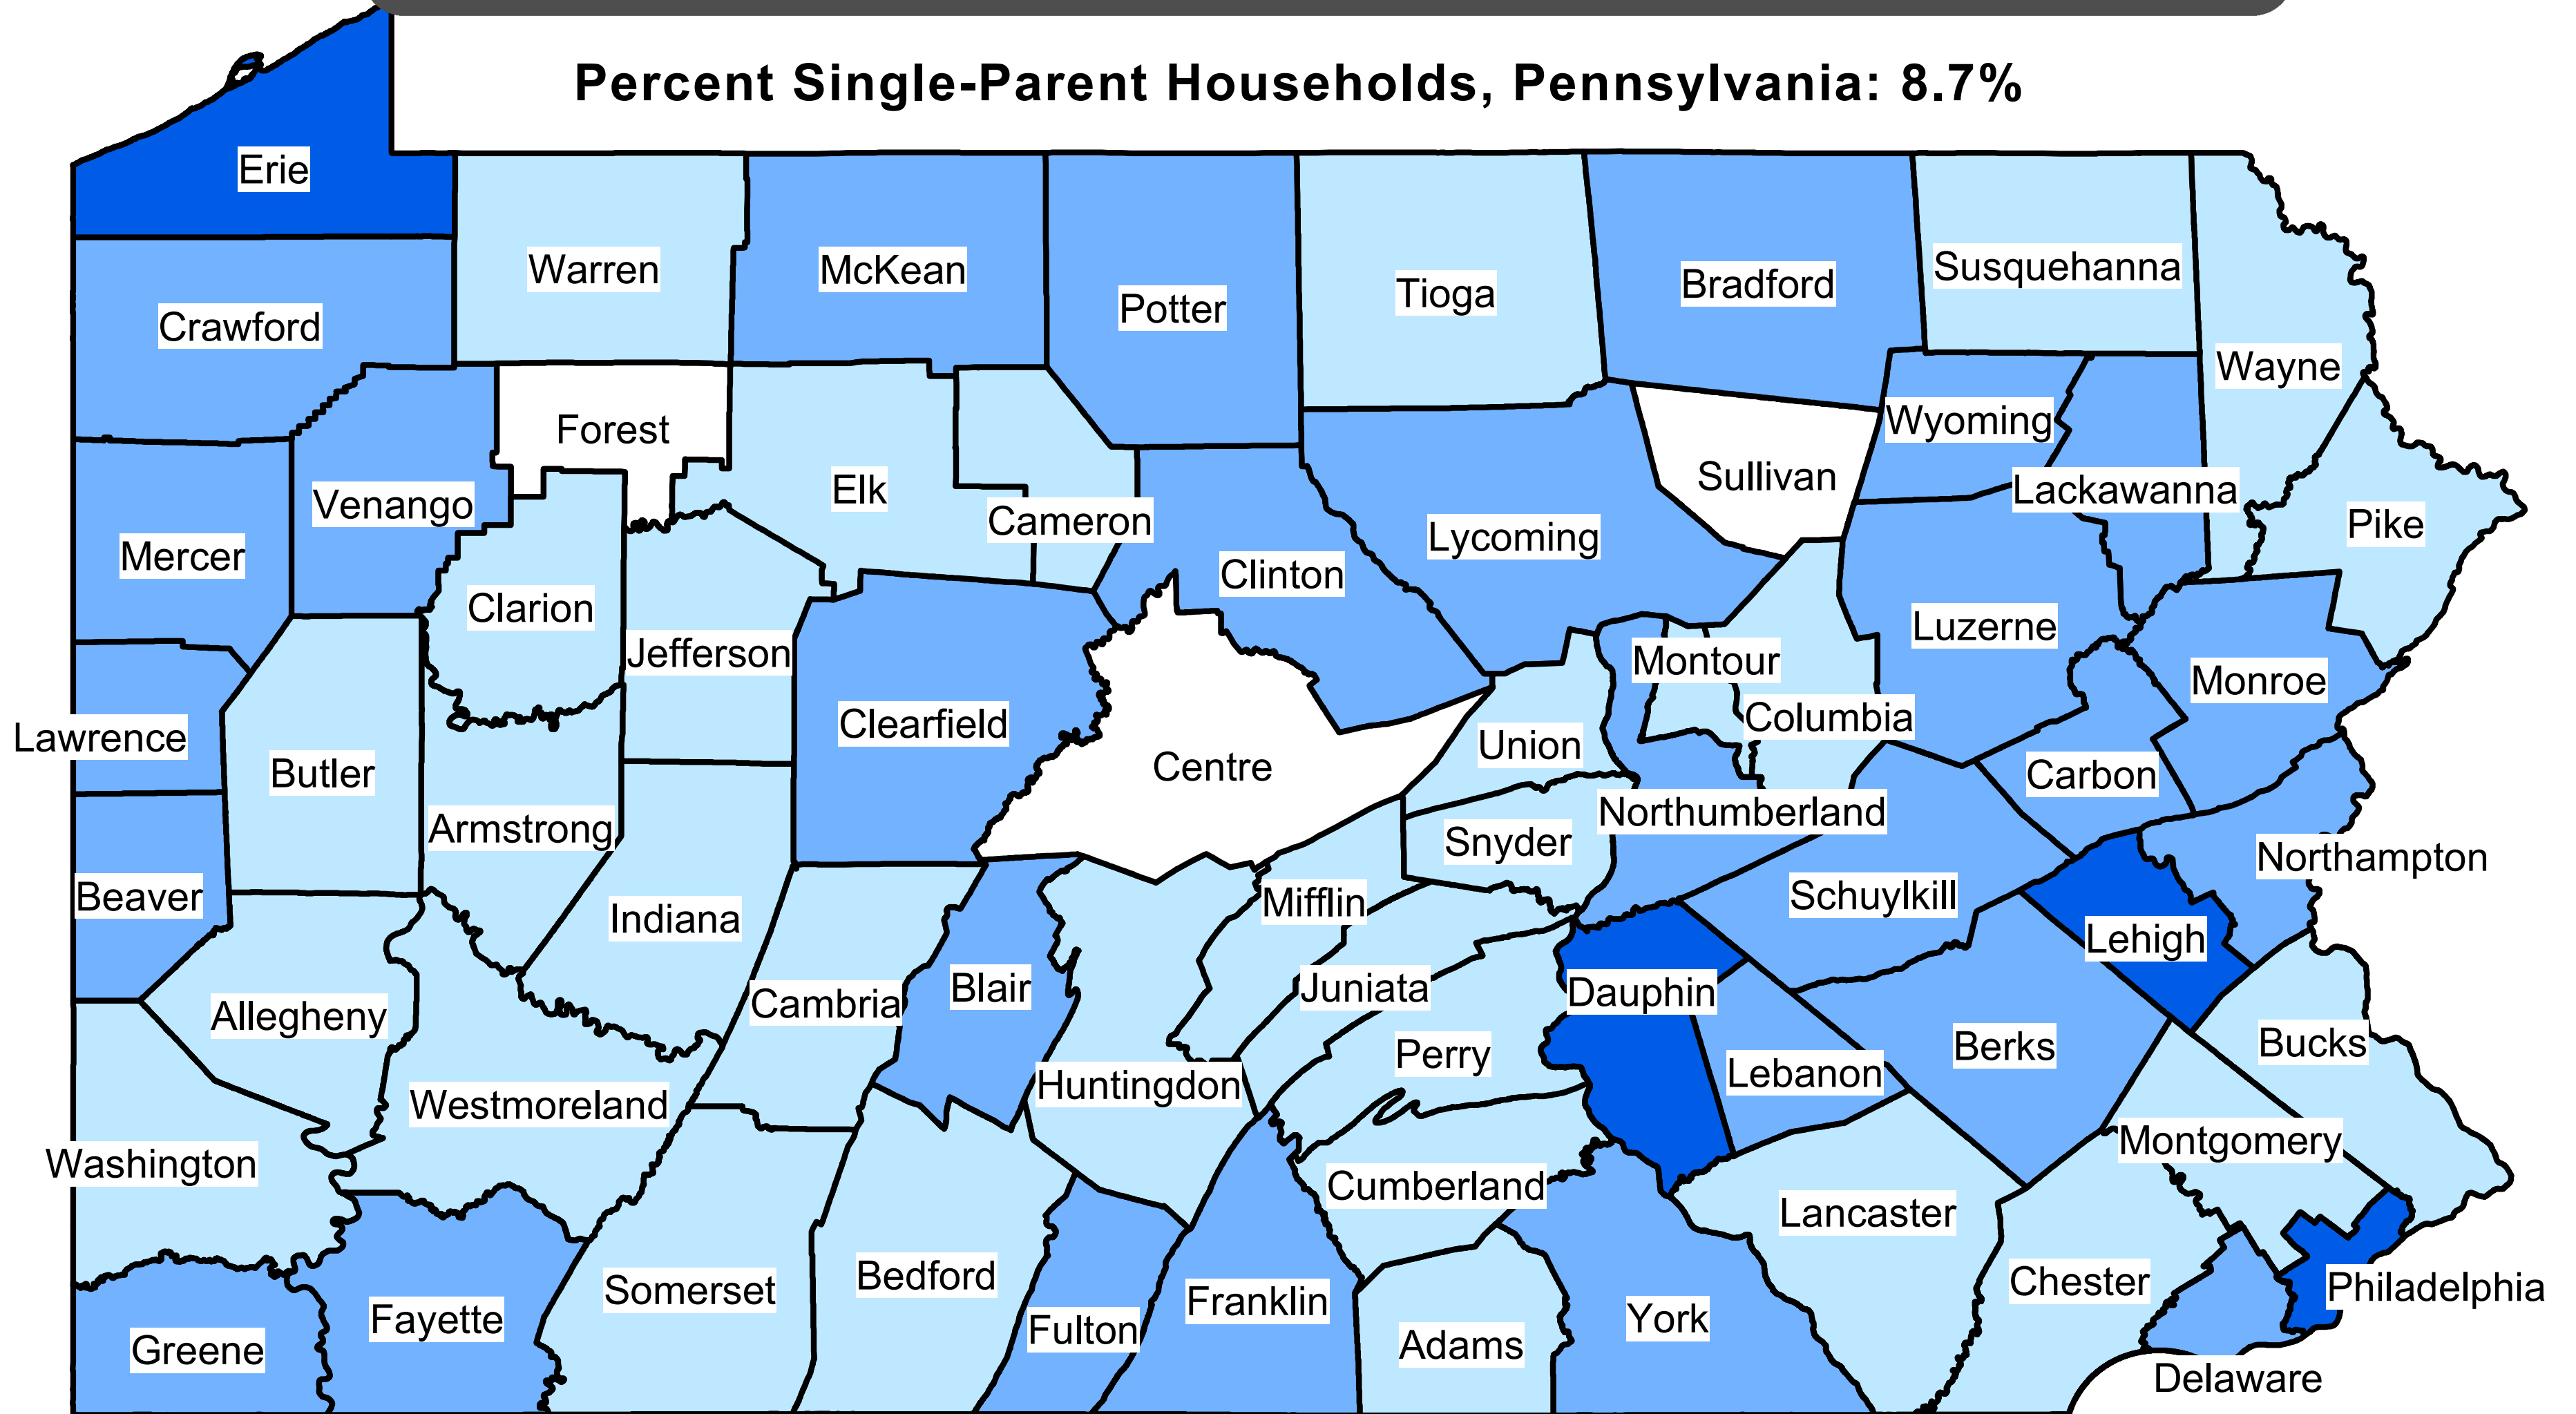 Percent Single-Parent Households, Pennsylvania: 8.7%
Erie
Warren
McKean
Potter
Tioga
Bradford
Susquehanna
Wayne
Crawford
Forest
Wyoming
Venango
Elk
Cameron
Sullivan
Lackawanna
Pike
Mercer
Lycoming
Clinton
Clarion
Jefferson
Luzerne
Montour
Monroe
Lawrence
Clearfield
Columbia
Butler
Centre
Union
Carbon
Armstrong
Snyder
Northumberland
Northampton
Beaver
Indiana
Mifflin
Schuylkill
Lehigh
Allegheny
Cambria
Blair
Juniata
Dauphin
Perry
Berks
Bucks
Westmoreland
Huntingdon
Lebanon
Washington
Cumberland
Montgomery
Lancaster
Somerset
Bedford
Franklin
Chester
Philadelphia
Greene
Fayette
Fulton
Adams
York
Delaware